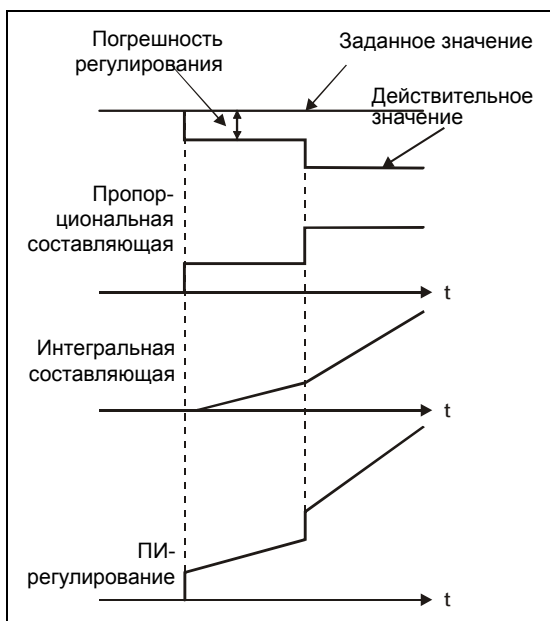 Погрешность
регулирования
Заданное значение
Действительное
значение
Пропор-
циональная
составляющая
t
Интегральная
составляющая
t
ПИ-
регулирование
t